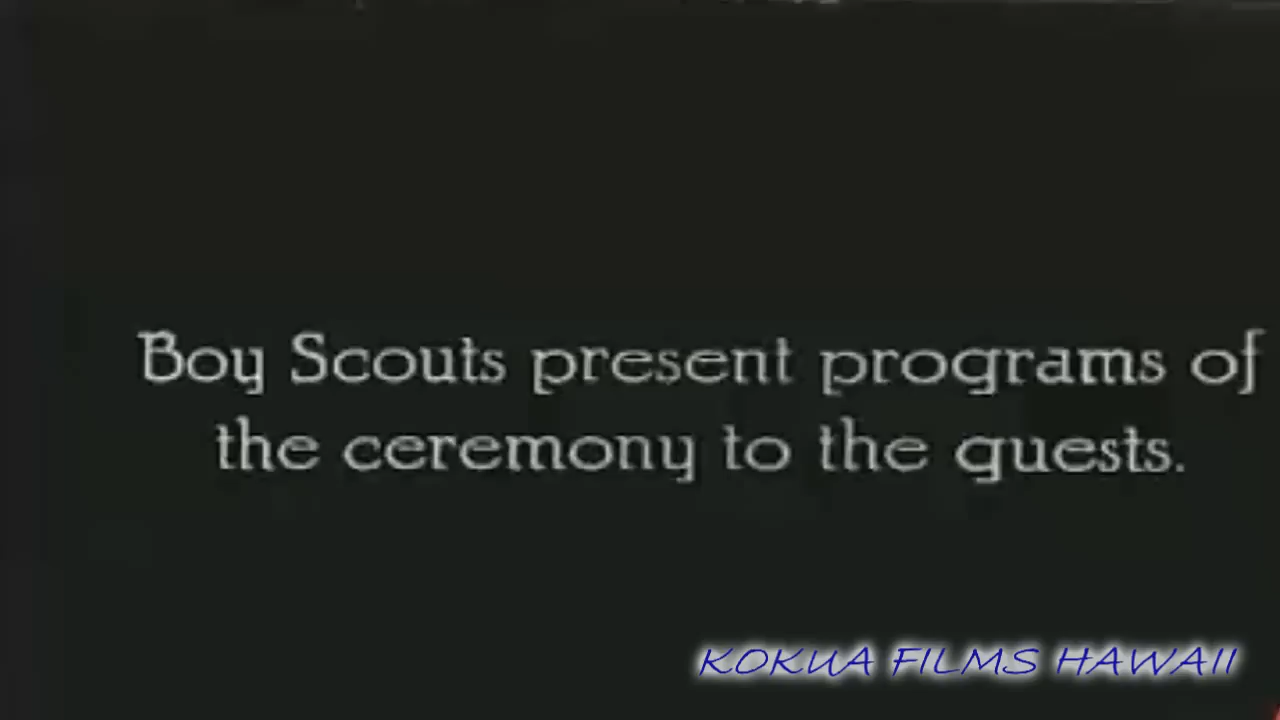 Boy Scouts present programs of
the ceremony to the guests.
KOKUA FILMS HAWAII